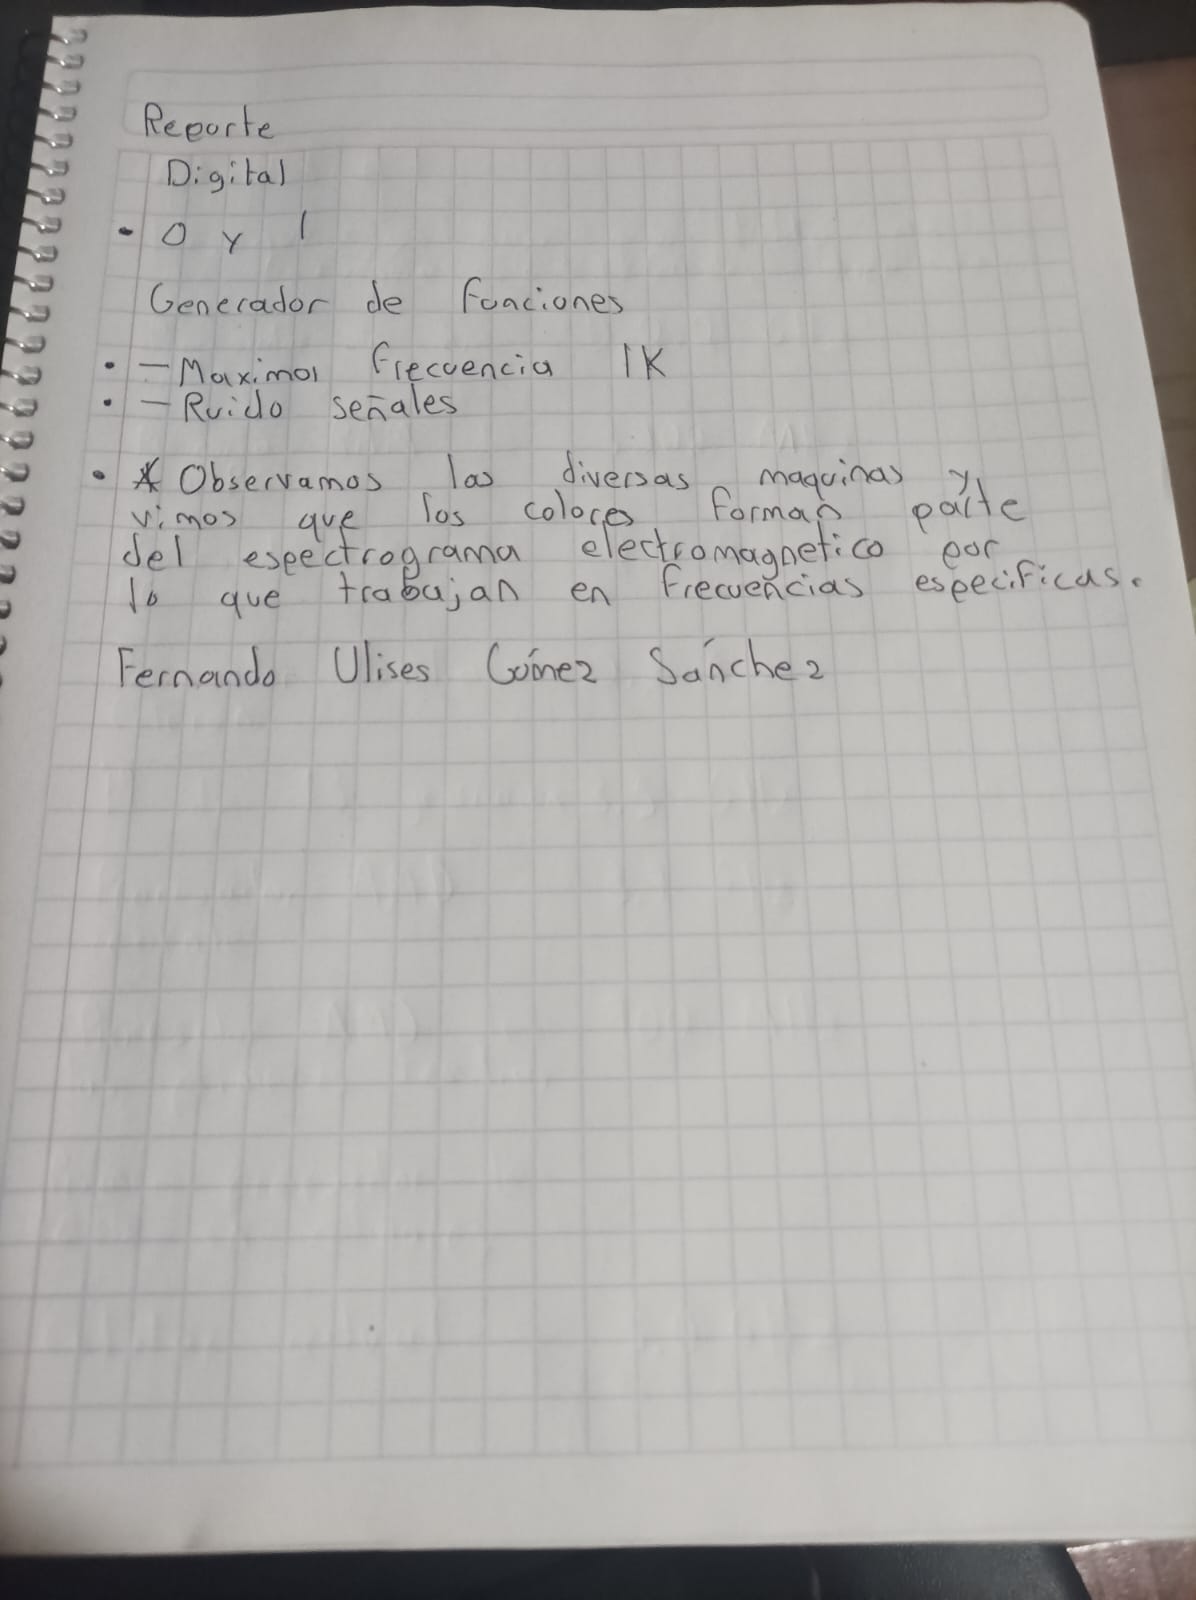 Reporte
Digital
• 0 y 1
Generador de funciones
• - Maxima frecuencia 1K
• - Ruido señales
• * Observamos las diversas maquinas y
vimos que los colores forman parte
del espectrograma electromagnetico por
lo que trabajan en frecuencias especificas.
Fernando Ulises Gómez Sánchez